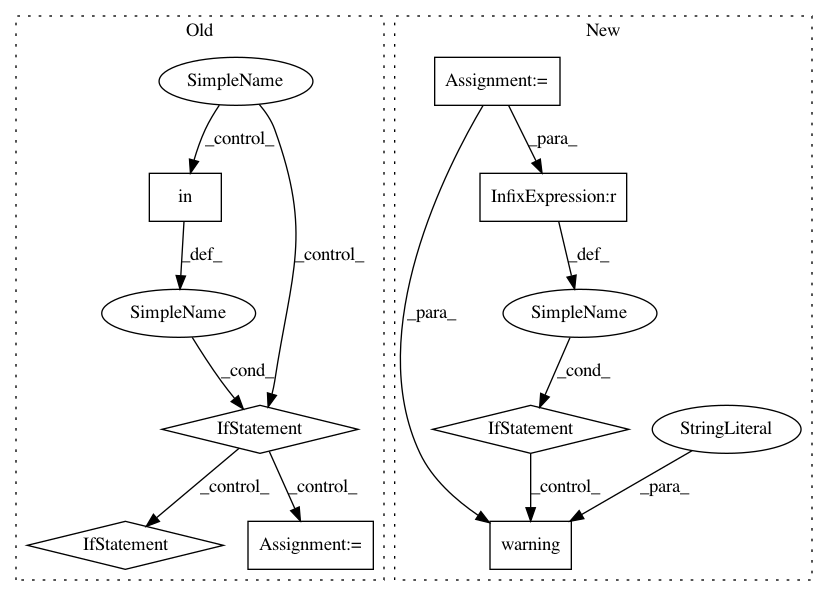 Old
New
SimpleName
Assignment:=
_control_
_para_
in
InfixExpression:r
_def_
_control_
_def_
SimpleName
SimpleName
_para_
_cond_
_cond_
IfStatement
IfStatement
StringLiteral
_control_
_control_
_control_
_para_
IfStatement
Assignment:=
warning